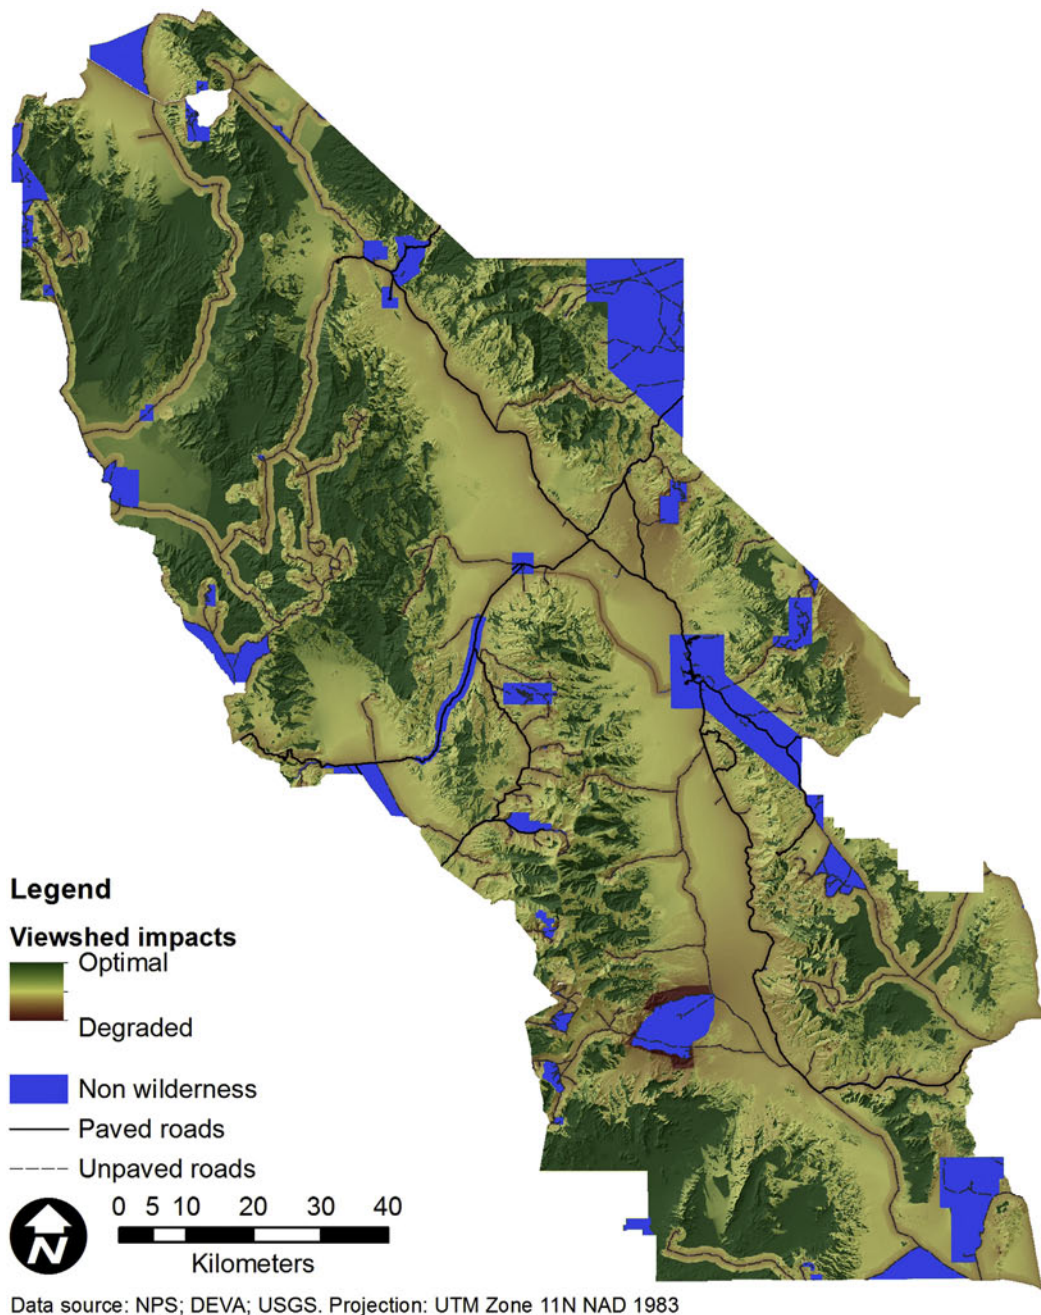 Legend
Viewshed impacts
Optimal
Degraded
Non wilderness
Paved roads
Unpaved roads
N
0 5 10 20 30 40
Kilometers
Data source: NPS; DEVA; USGS. Projection: UTM Zone 11N NAD 1983